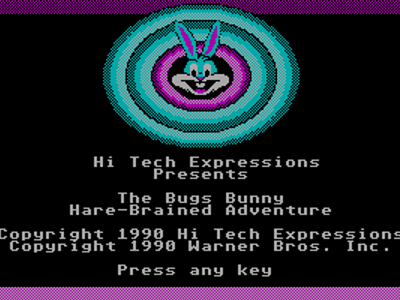 Hi Tech Expressions
Presents
The Bugs Bunny
Hare-Brained Adventure
Copyright 1990 Hi Tech Expressions
Copyright 1990 Warner Bros. Inc.
Press any key